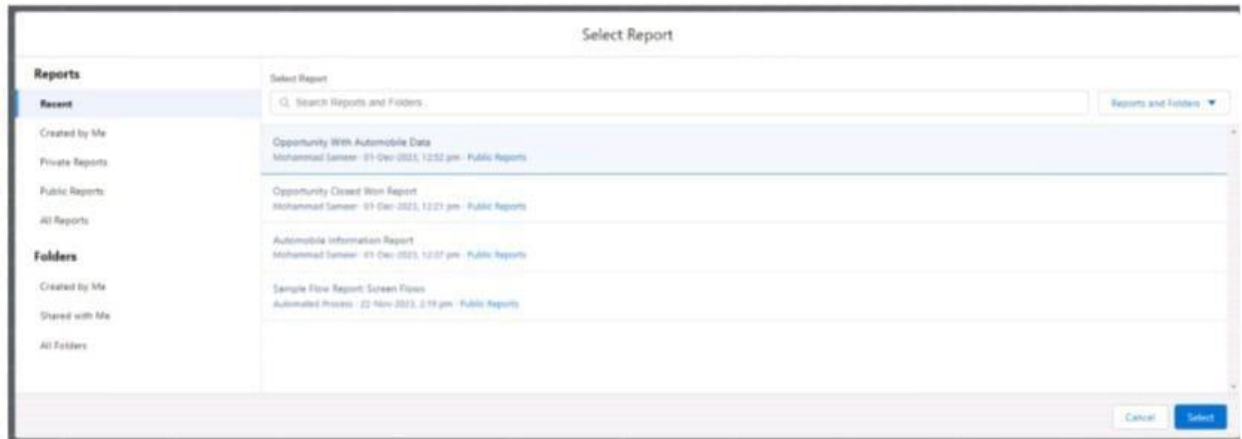 Select Report
Reports
Recent
Created by Me
Private Reports
Public Reports
All Reports
Folders
Created by Me
Shared with Me
All Folders
Select Report
Search Reports and Folders
Reports and Folders
Opportunity With Automobile Data
Mohammad Sameer · 01-Dec-2023, 12:52 pm · Public Reports
Opportunity Closed Won Report
Mohammad Sameer · 01-Dec-2023, 12:21 pm · Public Reports
Automobile Information Report
Mohammad Sameer · 01-Dec-2023, 12:07 pm · Public Reports
Sample Flow Report: Screen Flows
Automated Process · 22-Nov-2023, 2:19 pm · Public Reports
Cancel
Select